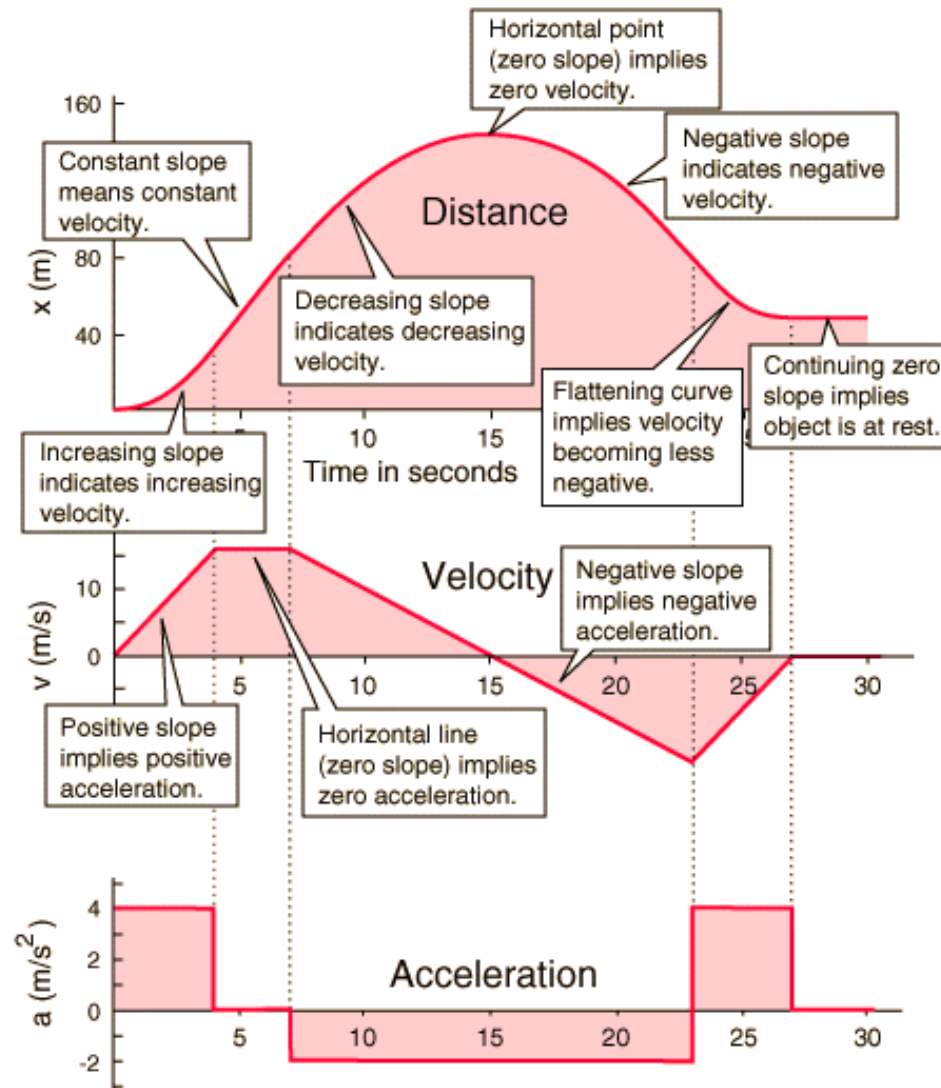 Horizontal point
(zero slope) implies
zero velocity.
160
Constant slope
means constant
velocity.
Negative slope
indicates negative
velocity.
Distance
80
x (m)
40
Decreasing slope
indicates decreasing
velocity.
Flattening curve
implies velocity
becoming less
negative.
Continuing zero
slope implies
object is at rest.
10
15
Time in seconds
Increasing slope
indicates increasing
velocity.
Velocity
10
0
v (m/s)
Negative slope
implies negative
acceleration.
5
10
15
20
25
30
Positive slope
implies positive
acceleration.
Horizontal line
(zero slope) implies
zero acceleration.
Acceleration
4
2
0
-2
a (m/s²)
5
10
15
20
25
30